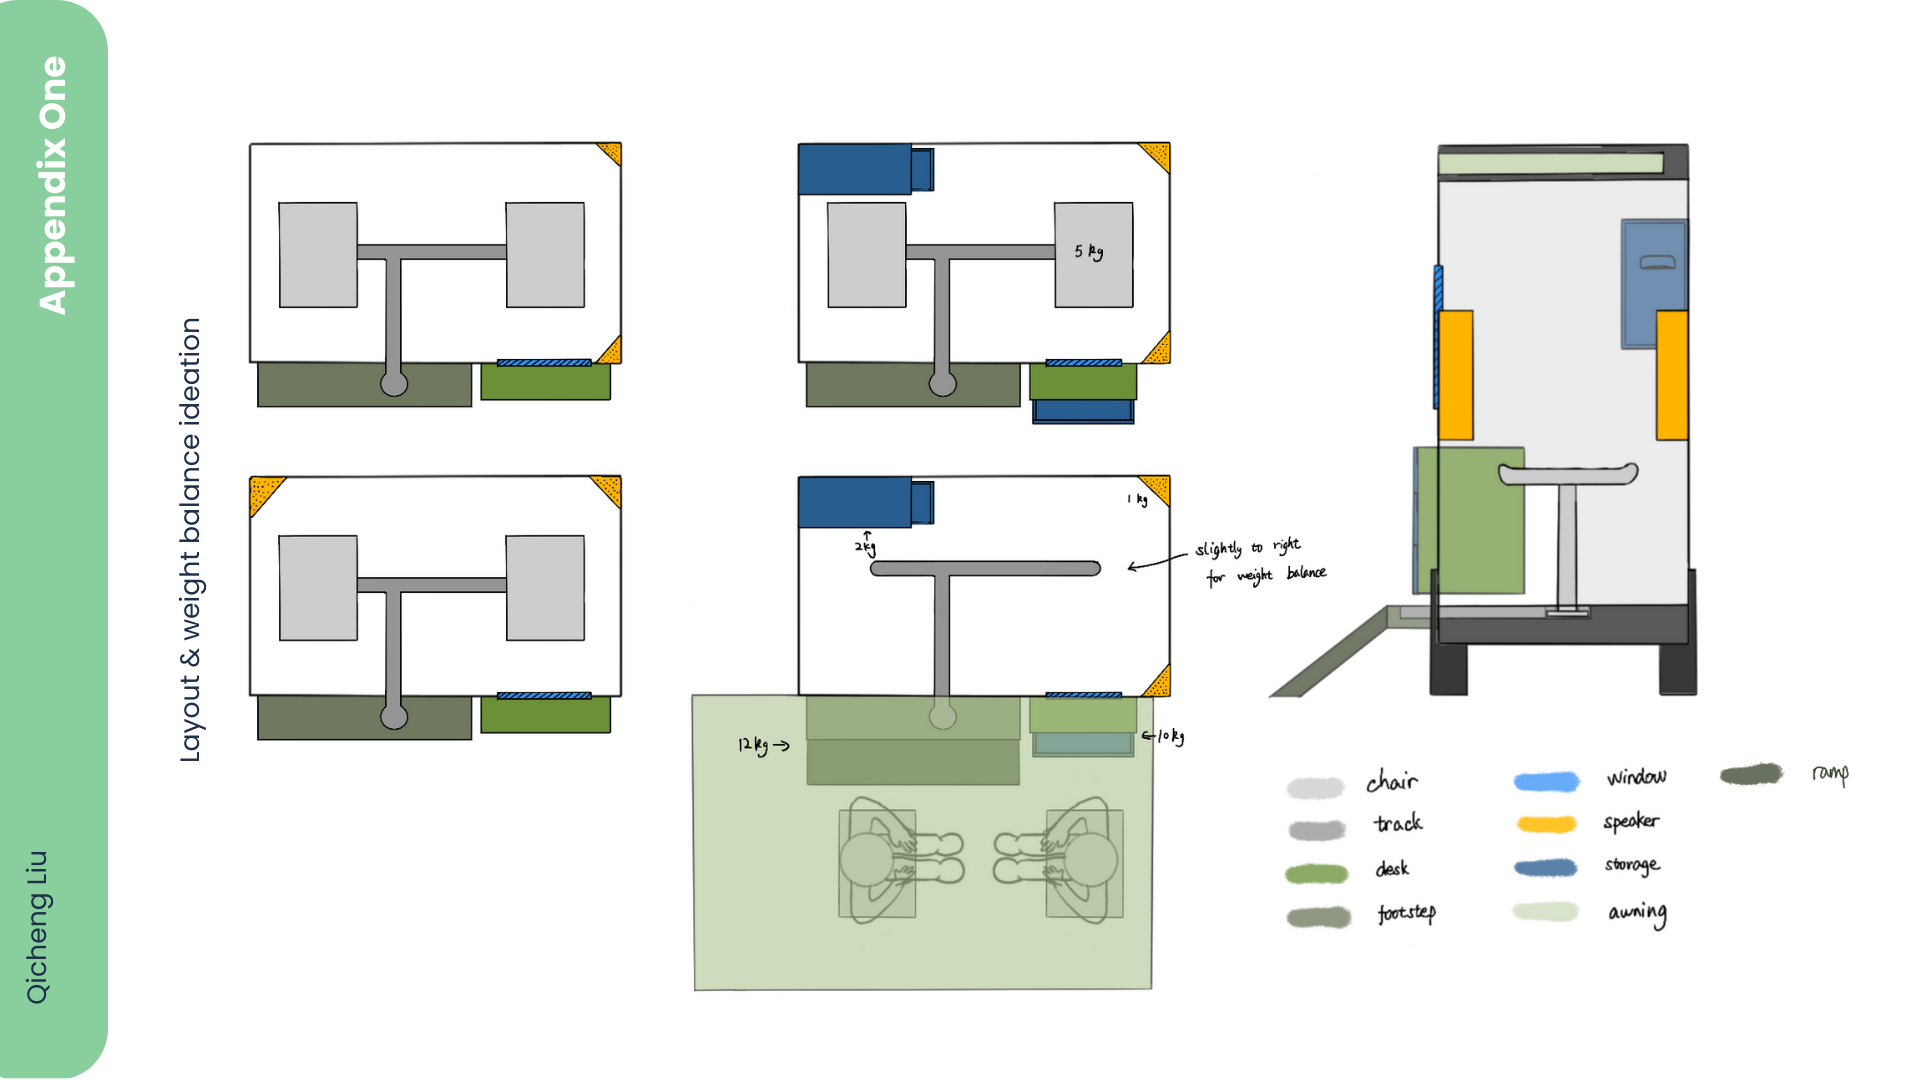 Appendix One
Qicheng Liu
Layout & weight balance ideation
5 kg
1 kg
2kg
slightly to right
for weight balance
12kg
10kg
chair
track
desk
footstep
window
speaker
storage
awning
ramp